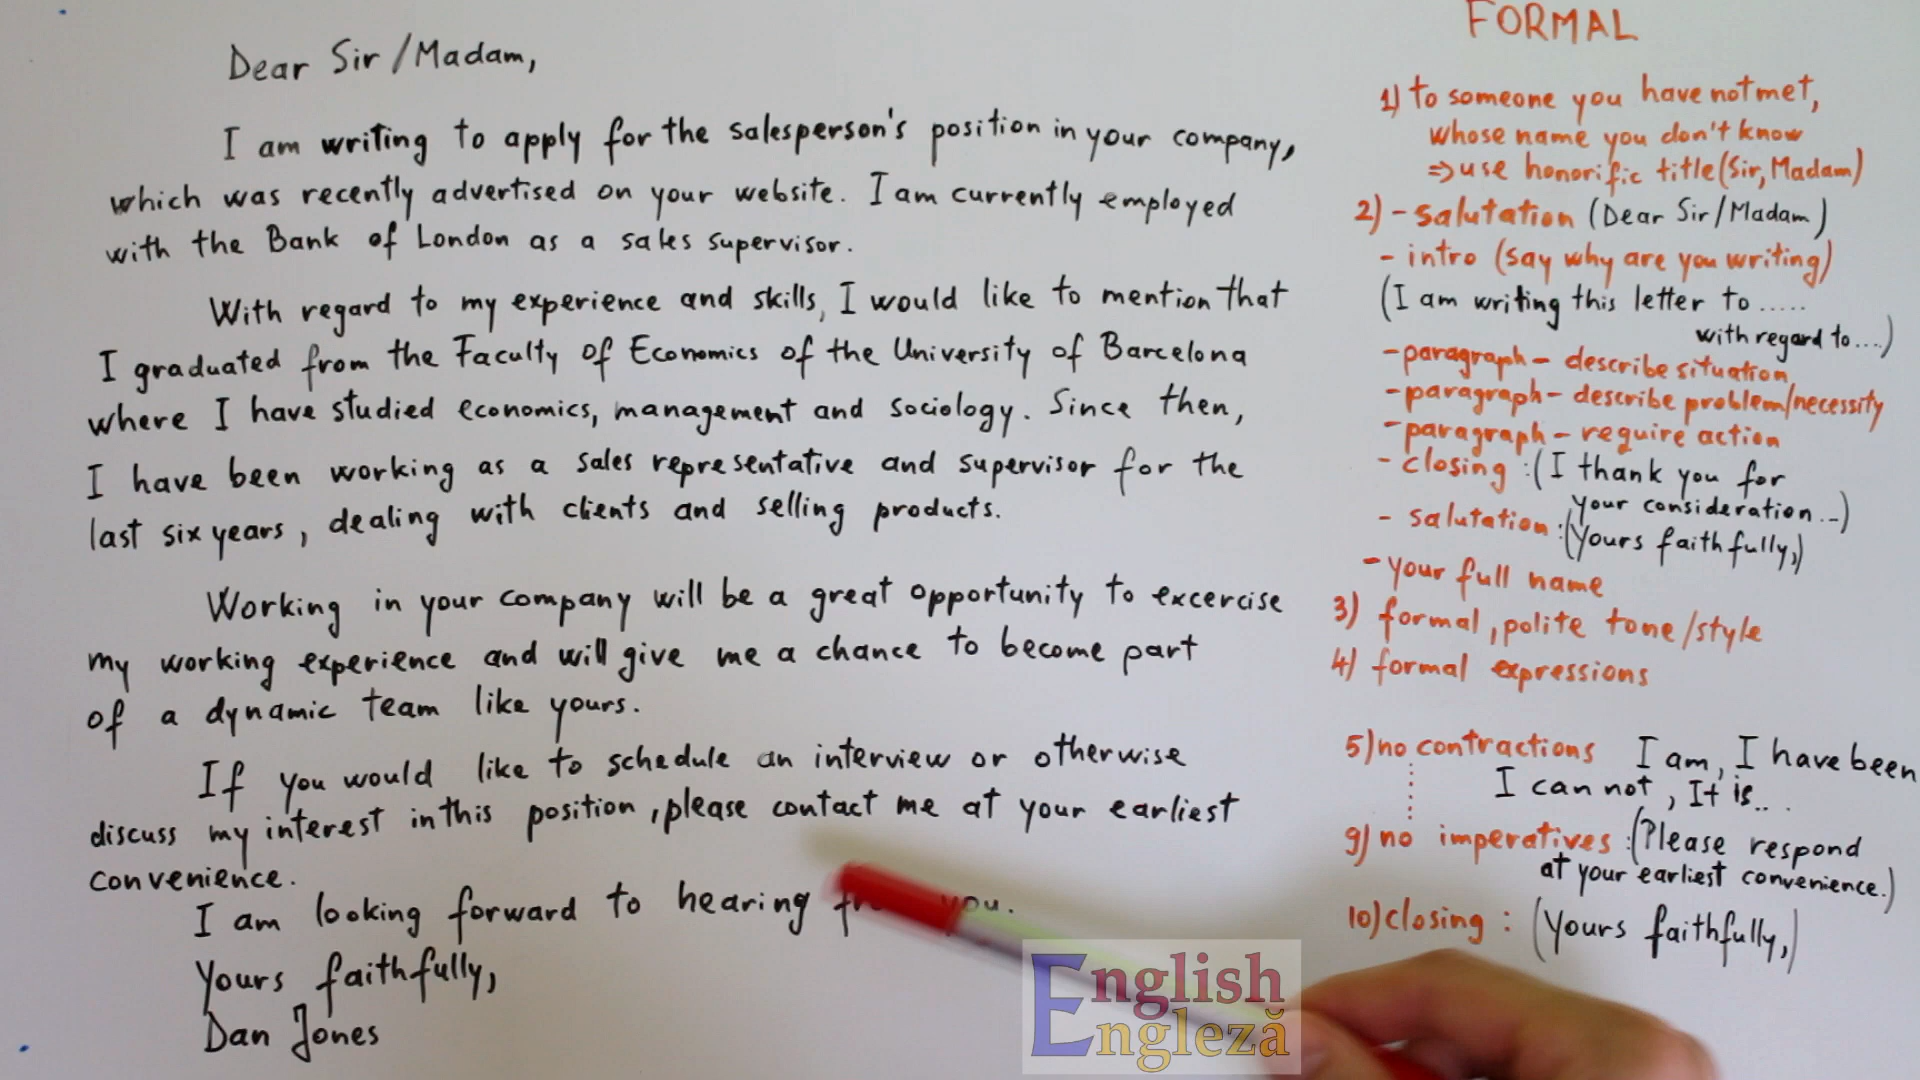 Dear Sir/Madam,
I am writing to apply for the salesperson's position in your company,
which was recently advertised on your website. I am currently employed
with the Bank of London as a sales supervisor.
With regard to my experience and skills, I would like to mention that
I graduated from the Faculty of Economics of the University of Barcelona
where I have studied economics, management and sociology. Since then,
I have been working as a sales representative and supervisor for the
last six years, dealing with clients and selling products.
Working in your company will be a great opportunity to excercise
my working experience and will give me a chance to become part
of a dynamic team like yours.
If you would like to schedule an interview or otherwise
discuss my interest in this position, please contact me at your earliest
convenience.
I am looking forward to hearing you.
Yours faithfully,
Dan Jones
FORMAL
1) to someone you have not met,
whose name you don't know
⇒ use honorific title (Sir, Madam)
2) - salutation (Dear Sir/Madam)
- intro (say why are you writing)
(I am writing this letter to .....
with regard to....)
- paragraph - describe situation
- paragraph - describe problem/necessity
- paragraph - require action
- closing :(I thank you for
your consideration..-)
- salutation :(Yours faithfully,)
- your full name
3) formal, polite tone/style
4) formal expressions
5) no contractions I am, I have been
I can not, It is...
9) no imperatives :(Please respond
at your earliest convenience.)
10) closing : (Yours faithfully,)
English
Engleză